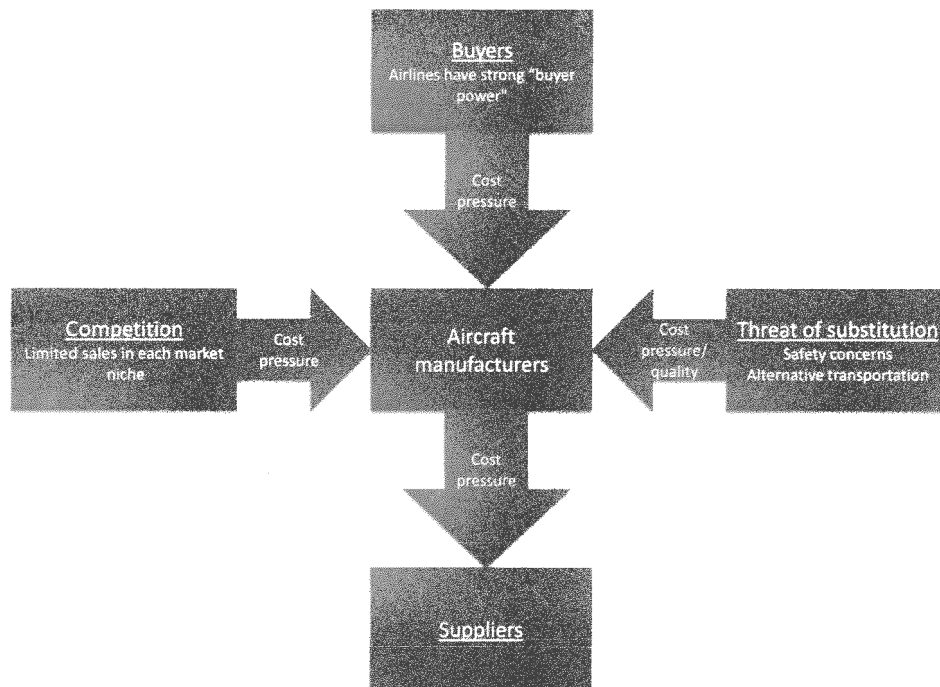 Buyers
Airlines have strong "buyer
power"
Cost
pressure
Competition
Limited sales in each market
niche
Cost
pressure
Aircraft
manufacturers
Cost
pressure/
quality
Threat of substitution
Safety concerns
Alternative transportation
Cost
pressure
Suppliers